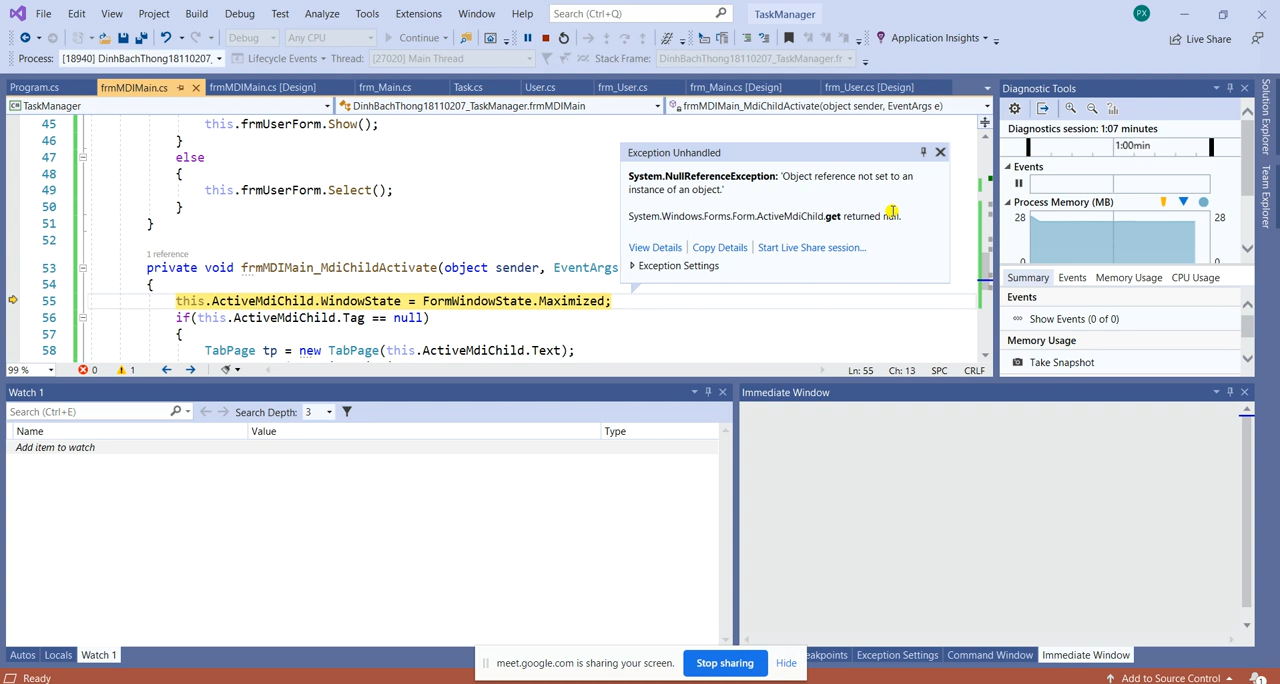 File Edit View Project Build Debug Test Analyze Tools Extensions Window Help Search (Ctrl+Q) TaskManager PX
Debug Any CPU Continue Application Insights Live Share
Process: [18940] DinhBachThong18110207_ Lifecycle Events Thread: [27020] Main Thread Stack Frame: DinhBachThong18110207_TaskManager.fr
Program.cs frmMDIMain.cs frmMDIMain.cs [Design] frm_Main.cs Task.cs frm_User.cs User.cs frm_Main.cs [Design] frm_User.cs [Design]
TaskManager DinhBachThong18110207_TaskManager.frmMDIMain frmMDIMain_MdiChildActivate(object sender, EventArgs e)
45 this.frmUserForm.Show();
46 }
47 else
48 {
49 this.frmUserForm.Select();
50 }
51 }
52
1 reference
53 private void frmMDIMain_MdiChildActivate(object sender, EventArgs
54 {
55 this.ActiveMdiChild.WindowState = FormWindowState.Maximized;
56 if(this.ActiveMdiChild.Tag == null)
57 {
58 TabPage tp = new TabPage(this.ActiveMdiChild.Text);
Exception Unhandled
System.NullReferenceException: 'Object reference not set to an
instance of an object.'
System.Windows.Forms.Form.ActiveMdiChild.get returned null.
View Details Copy Details Start Live Share session...
Exception Settings
99 % 0 1 Ln: 55 Ch: 13 SPC CRLF
Diagnostic Tools
Diagnostics session: 1:07 minutes
1:00min
Events
Process Memory (MB)
28 28
0 0
Summary Events Memory Usage CPU Usage
Events
Show Events (0 of 0)
Memory Usage
Take Snapshot
Solution Explorer
Team Explorer
Watch 1
Search (Ctrl+E) Search Depth: 3
Name Value Type
Add item to watch
Immediate Window
Autos Locals Watch 1
meet.google.com is sharing your screen. Stop sharing Hide
eakpoints Exception Settings Command Window Immediate Window
Ready Add to Source Control 1